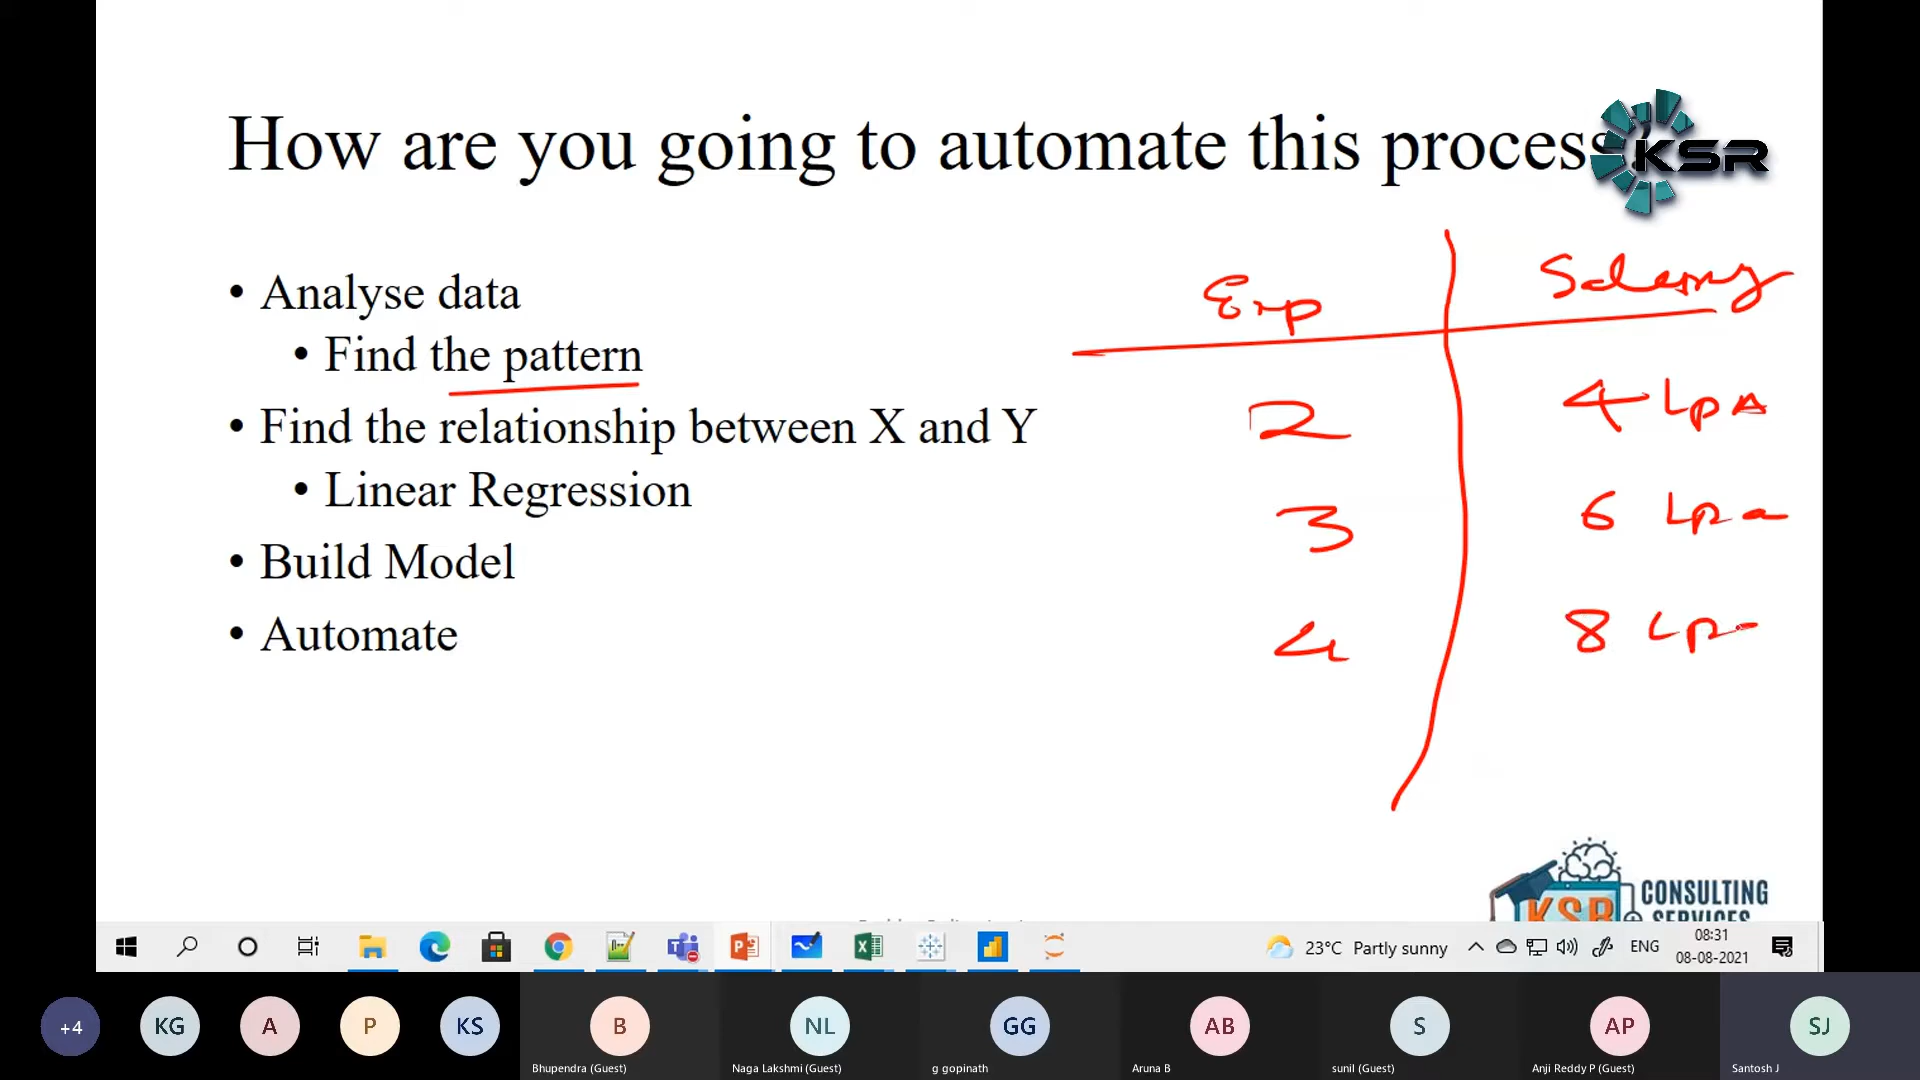 How are you going to automate this process?
KSR
• Analyse data
• Find the pattern
• Find the relationship between X and Y
• Linear Regression
• Build Model
• Automate
Exp Salary
2 4 LpA
3 6 Lpa
4 8 Lpa
KSR CONSULTING
SERVICES
23°C Partly sunny
ENG
08:31
08-08-2021
+4 KG A P KS B NL GG AB S AP SJ
Bhupendra (Guest) Naga Lakshmi (Guest) g gopinath Aruna B sunil (Guest) Anji Reddy P (Guest) Santosh J